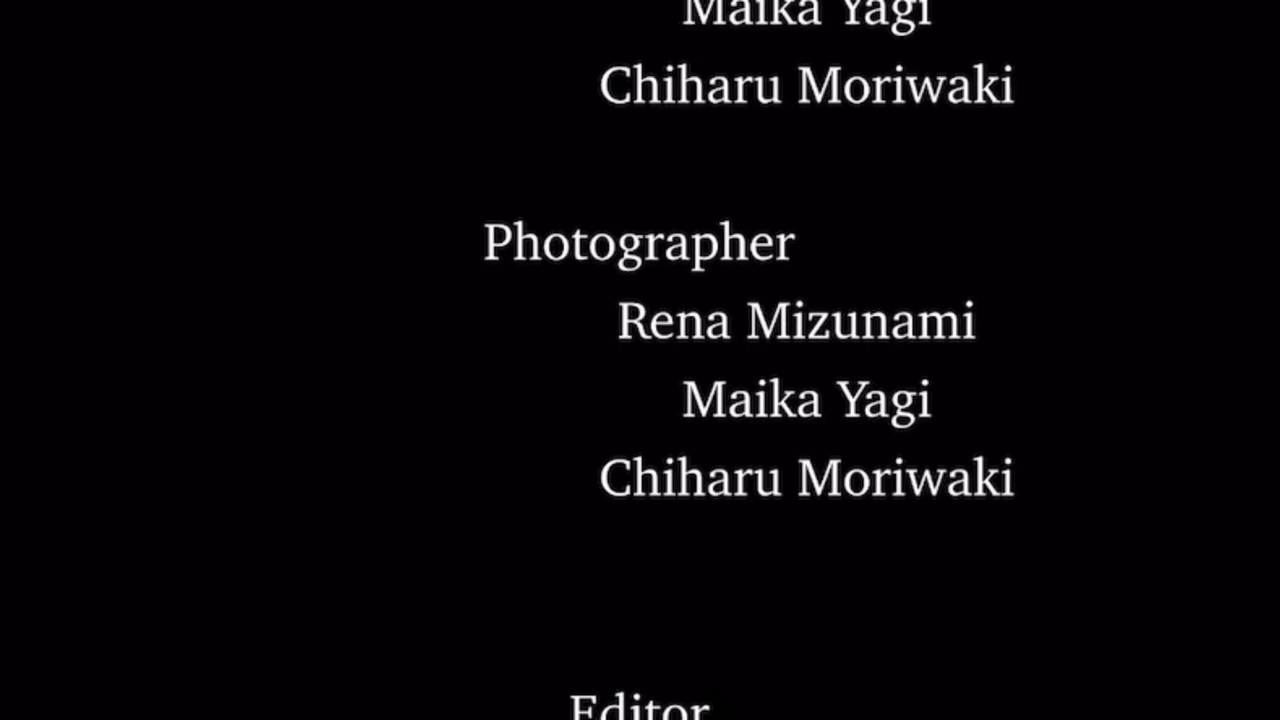 Maika Yagi
Chiharu Moriwaki
Photographer
Rena Mizunami
Maika Yagi
Chiharu Moriwaki
Editor